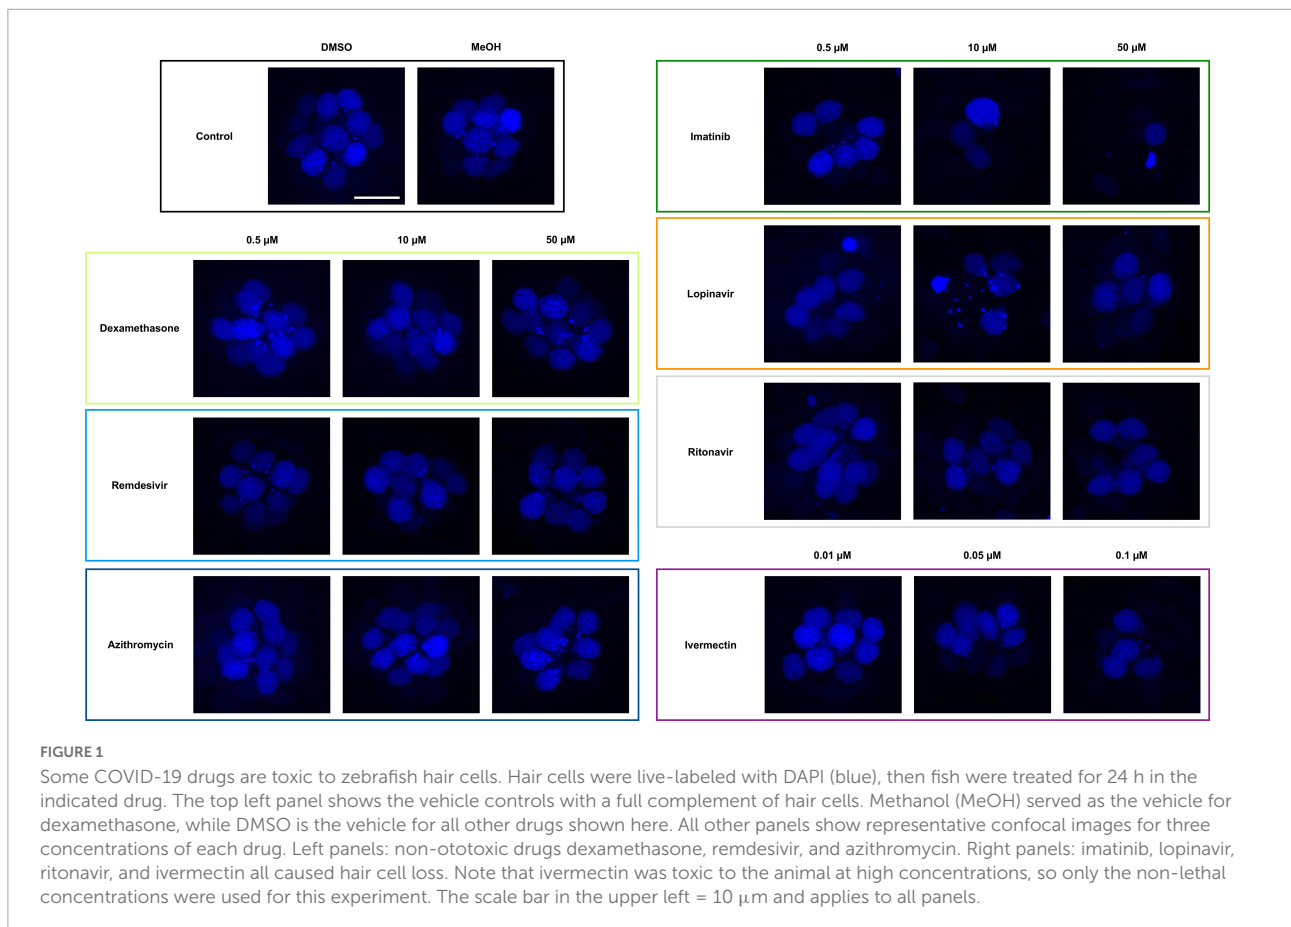 DMSO MeOH
Control
0.5 µM 10 µM 50 µM
Dexamethasone
Remdesivir
Azithromycin
0.5 µM 10 µM 50 µM
Imatinib
Lopinavir
Ritonavir
0.01 µM 0.05 µM 0.1 µM
Ivermectin
FIGURE 1
Some COVID-19 drugs are toxic to zebrafish hair cells. Hair cells were live-labeled with DAPI (blue), then fish were treated for 24 h in the
indicated drug. The top left panel shows the vehicle controls with a full complement of hair cells. Methanol (MeOH) served as the vehicle for
dexamethasone, while DMSO is the vehicle for all other drugs shown here. All other panels show representative confocal images for three
concentrations of each drug. Left panels: non-ototoxic drugs dexamethasone, remdesivir, and azithromycin. Right panels: imatinib, lopinavir,
ritonavir, and ivermectin all caused hair cell loss. Note that ivermectin was toxic to the animal at high concentrations, so only the non-lethal
concentrations were used for this experiment. The scale bar in the upper left = 10 µm and applies to all panels.